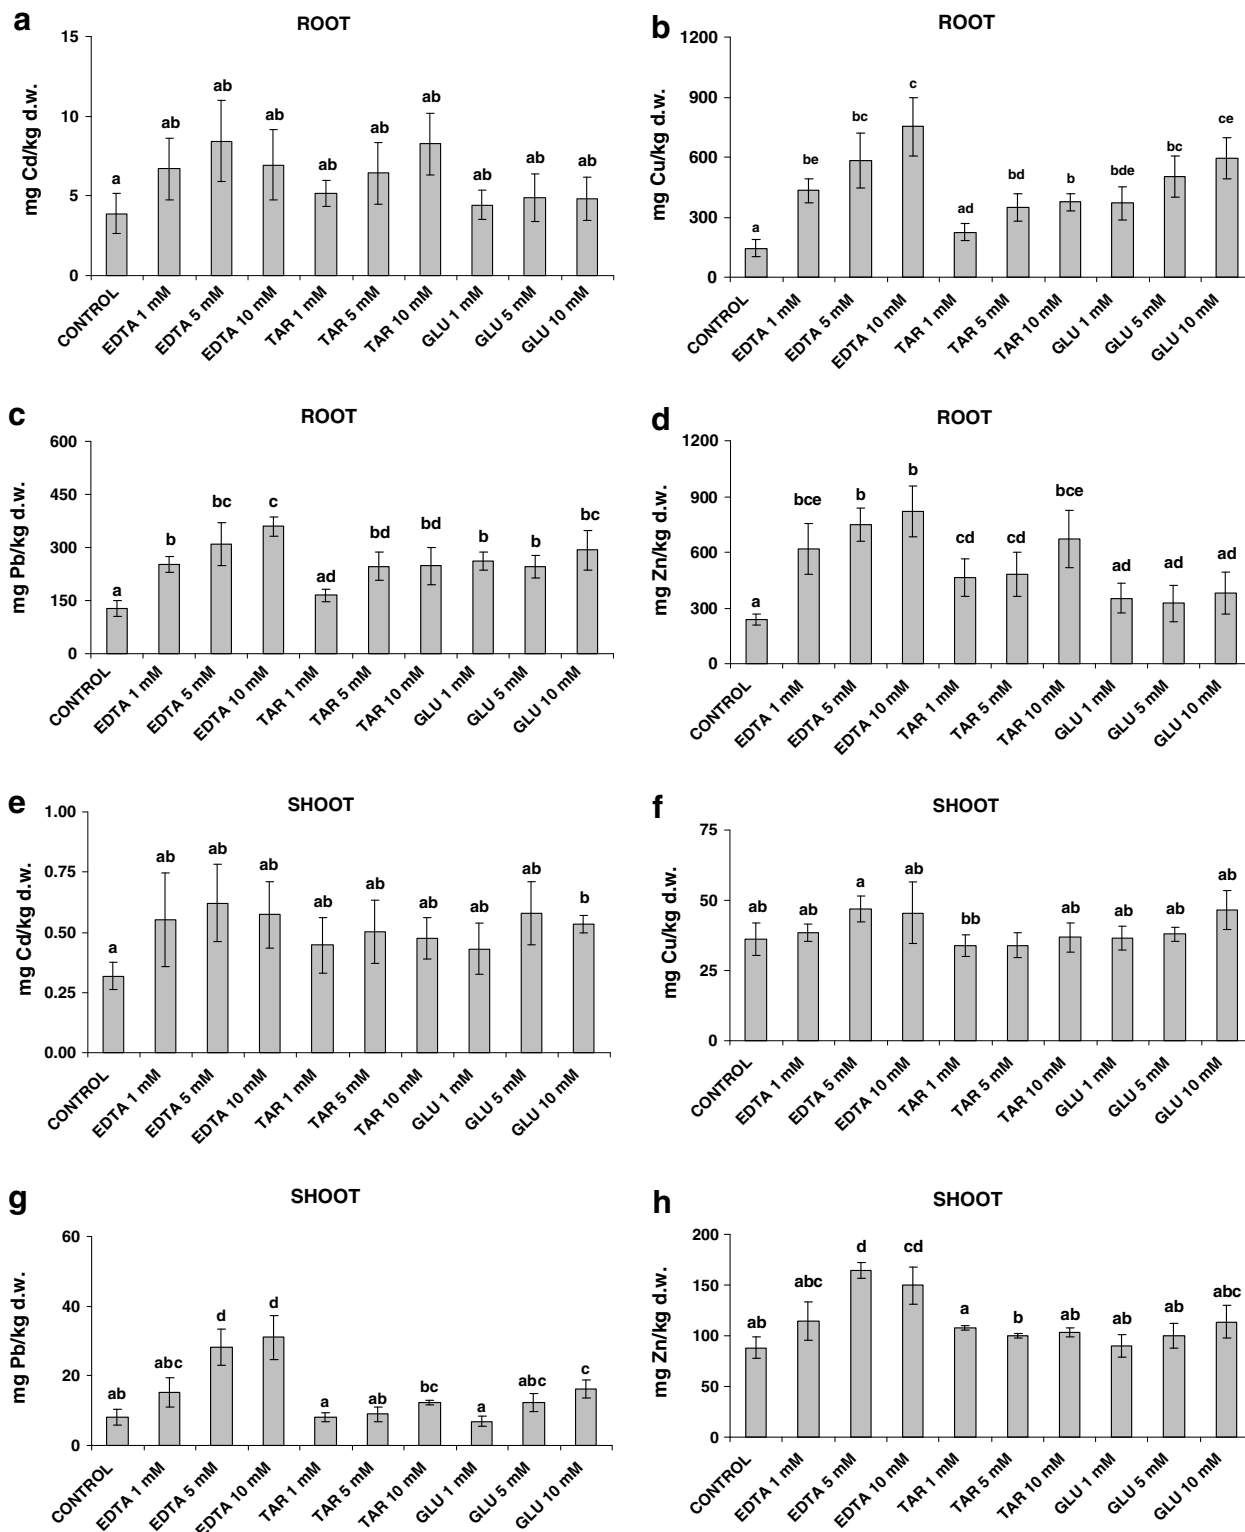 a
ROOT
mg Cd/kg d.w.
15
10
5
0
a
ab
ab
ab
ab
ab
ab
ab
ab
ab
CONTROL
EDTA 1 mM
EDTA 5 mM
EDTA 10 mM
TAR 1 mM
TAR 5 mM
TAR 10 mM
GLU 1 mM
GLU 5 mM
GLU 10 mM
b
ROOT
mg Cu/kg d.w.
1200
900
600
300
0
a
be
bc
c
ad
bd
b
bde
bc
ce
CONTROL
EDTA 1 mM
EDTA 5 mM
EDTA 10 mM
TAR 1 mM
TAR 5 mM
TAR 10 mM
GLU 1 mM
GLU 5 mM
GLU 10 mM
c
ROOT
mg Pb/kg d.w.
600
450
300
150
0
a
b
bc
c
ad
bd
bd
b
b
bc
CONTROL
EDTA 1 mM
EDTA 5 mM
EDTA 10 mM
TAR 1 mM
TAR 5 mM
TAR 10 mM
GLU 1 mM
GLU 5 mM
GLU 10 mM
d
ROOT
mg Zn/kg d.w.
1200
900
600
300
0
a
bce
b
b
cd
cd
bce
ad
ad
ad
CONTROL
EDTA 1 mM
EDTA 5 mM
EDTA 10 mM
TAR 1 mM
TAR 5 mM
TAR 10 mM
GLU 1 mM
GLU 5 mM
GLU 10 mM
e
SHOOT
mg Cd/kg d.w.
1.00
0.75
0.50
0.25
0.00
a
ab
ab
ab
ab
ab
ab
ab
ab
b
CONTROL
EDTA 1 mM
EDTA 5 mM
EDTA 10 mM
TAR 1 mM
TAR 5 mM
TAR 10 mM
GLU 1 mM
GLU 5 mM
GLU 10 mM
f
SHOOT
mg Cu/kg d.w.
75
50
25
0
ab
ab
a
ab
bb
ab
ab
ab
ab
CONTROL
EDTA 1 mM
EDTA 5 mM
EDTA 10 mM
TAR 1 mM
TAR 5 mM
TAR 10 mM
GLU 1 mM
GLU 5 mM
GLU 10 mM
g
SHOOT
mg Pb/kg d.w.
60
40
20
0
ab
abc
d
d
a
ab
bc
a
abc
c
CONTROL
EDTA 1 mM
EDTA 5 mM
EDTA 10 mM
TAR 1 mM
TAR 5 mM
TAR 10 mM
GLU 1 mM
GLU 5 mM
GLU 10 mM
h
SHOOT
mg Zn/kg d.w.
200
150
100
50
0
ab
abc
d
cd
a
b
ab
ab
ab
abc
CONTROL
EDTA 1 mM
EDTA 5 mM
EDTA 10 mM
TAR 1 mM
TAR 5 mM
TAR 10 mM
GLU 1 mM
GLU 5 mM
GLU 10 mM